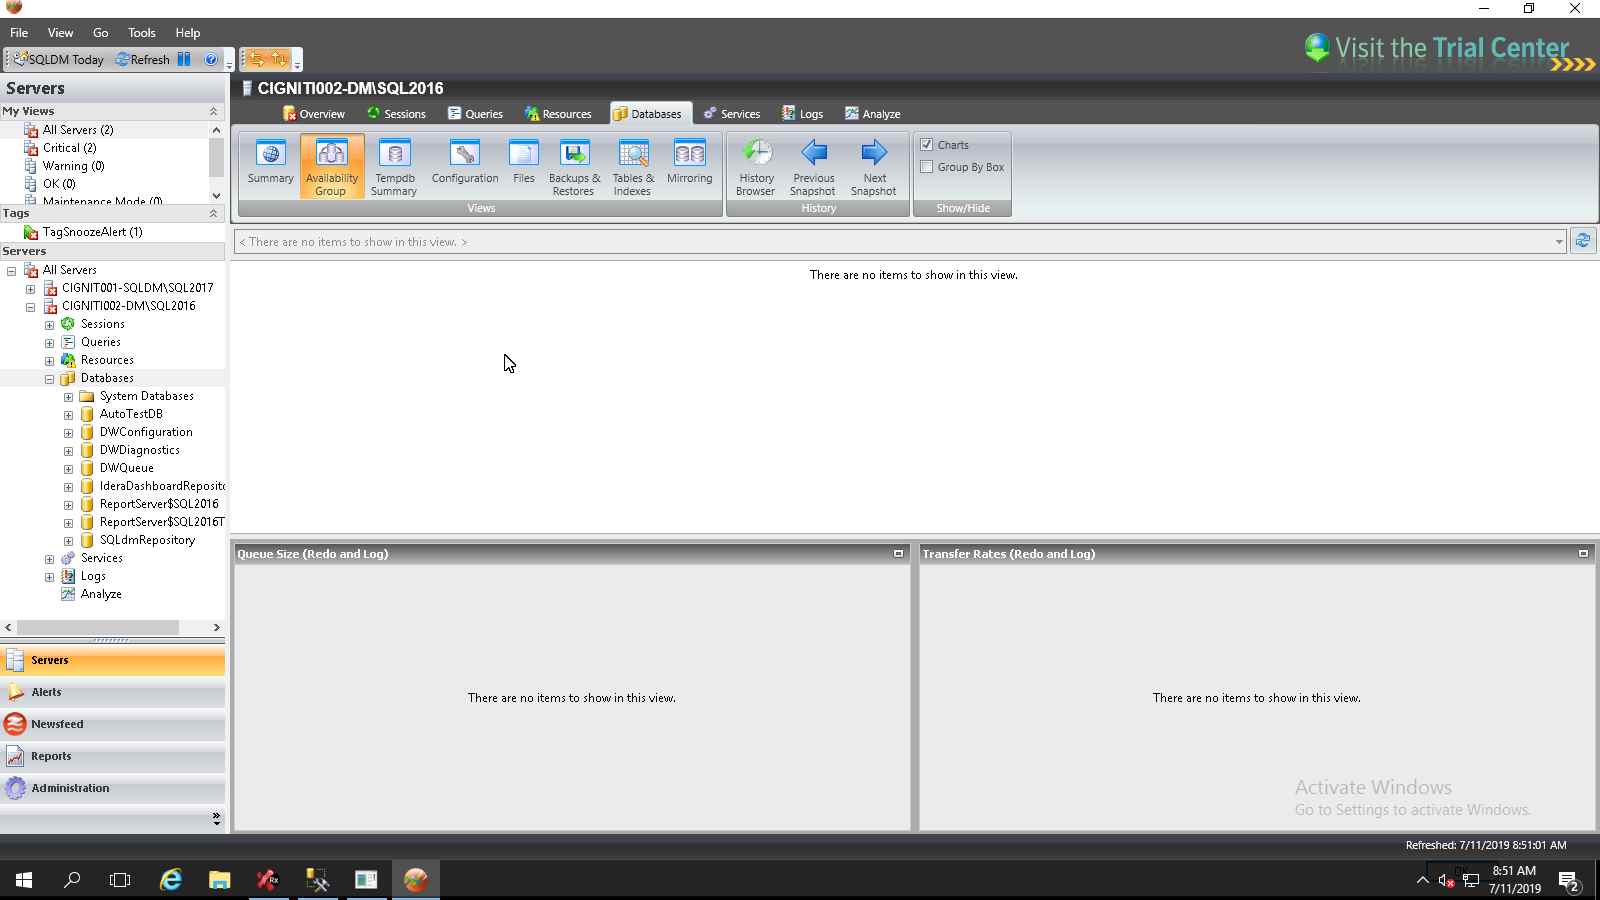 File View Go Tools Help
SQLDM Today Refresh
Visit the Trial Center
Servers
My Views
All Servers (2)
Critical (2)
Warning (0)
OK (0)
Maintenance Mode (0)
Tags
TagSnoozeAlert (1)
Servers
All Servers
CIGNIT001-SQLDM\SQL2017
CIGNITI002-DM\SQL2016
Sessions
Queries
Resources
Databases
System Databases
AutoTestDB
DWConfiguration
DWDiagnostics
DWQueue
IderaDashboardReposito
ReportServer$SQL2016
ReportServer$SQL2016T
SQLdmRepository
Services
Logs
Analyze
Servers
Alerts
Newsfeed
Reports
Administration
CIGNITI002-DM\SQL2016
Overview Sessions Queries Resources Databases Services Logs Analyze
Summary
Availability
Group
Tempdb
Summary
Configuration
Files
Backups &
Restores
Tables &
Indexes
Mirroring
Views
History
Browser
Previous
Snapshot
Next
Snapshot
History
Charts
Group By Box
Show/Hide
< There are no items to show in this view. >
There are no items to show in this view.
Queue Size (Redo and Log)
There are no items to show in this view.
Transfer Rates (Redo and Log)
There are no items to show in this view.
Activate Windows
Go to Settings to activate Windows.
Refreshed: 7/11/2019 8:51:01 AM
8:51 AM
7/11/2019
2